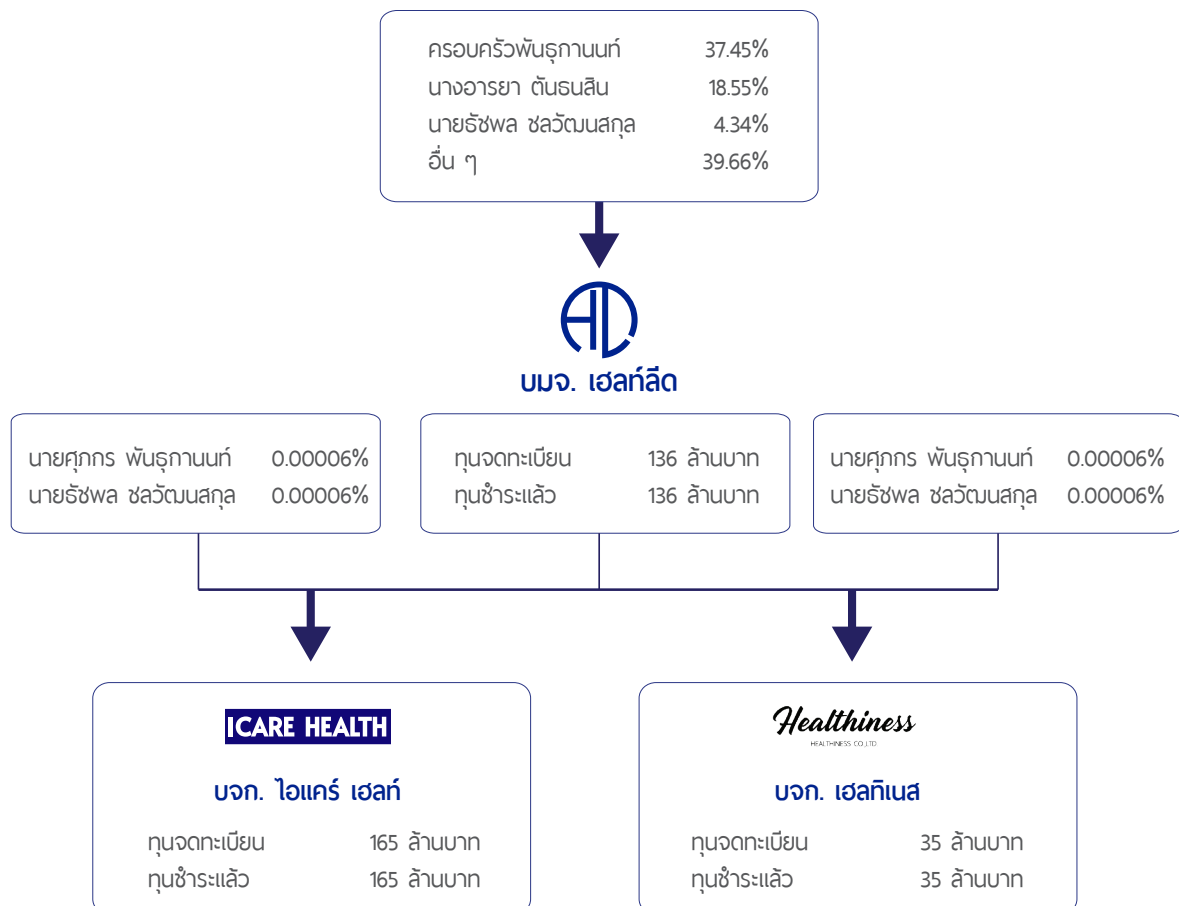 ครอบครัวพันธุกานนท์ 37.45%
นางอารยา ตันธนสิน 18.55%
นายธัชพล ชลวัฒนสกุล 4.34%
อื่น ๆ 39.66%
บมจ. เฮลท์ลีด
นายศุภกร พันธุกานนท์ 0.00006%
นายธัชพล ชลวัฒนสกุล 0.00006%
ทุนจดทะเบียน 136 ล้านบาท
ทุนชำระแล้ว 136 ล้านบาท
นายศุภกร พันธุกานนท์ 0.00006%
นายธัชพล ชลวัฒนสกุล 0.00006%
ICARE HEALTH
บจก. ไอแคร์ เฮลท์
ทุนจดทะเบียน 165 ล้านบาท
ทุนชำระแล้ว 165 ล้านบาท
Healthiness
HEALTHINESS CO.,LTD
บจก. เฮลทิเนส
ทุนจดทะเบียน 35 ล้านบาท
ทุนชำระแล้ว 35 ล้านบาท